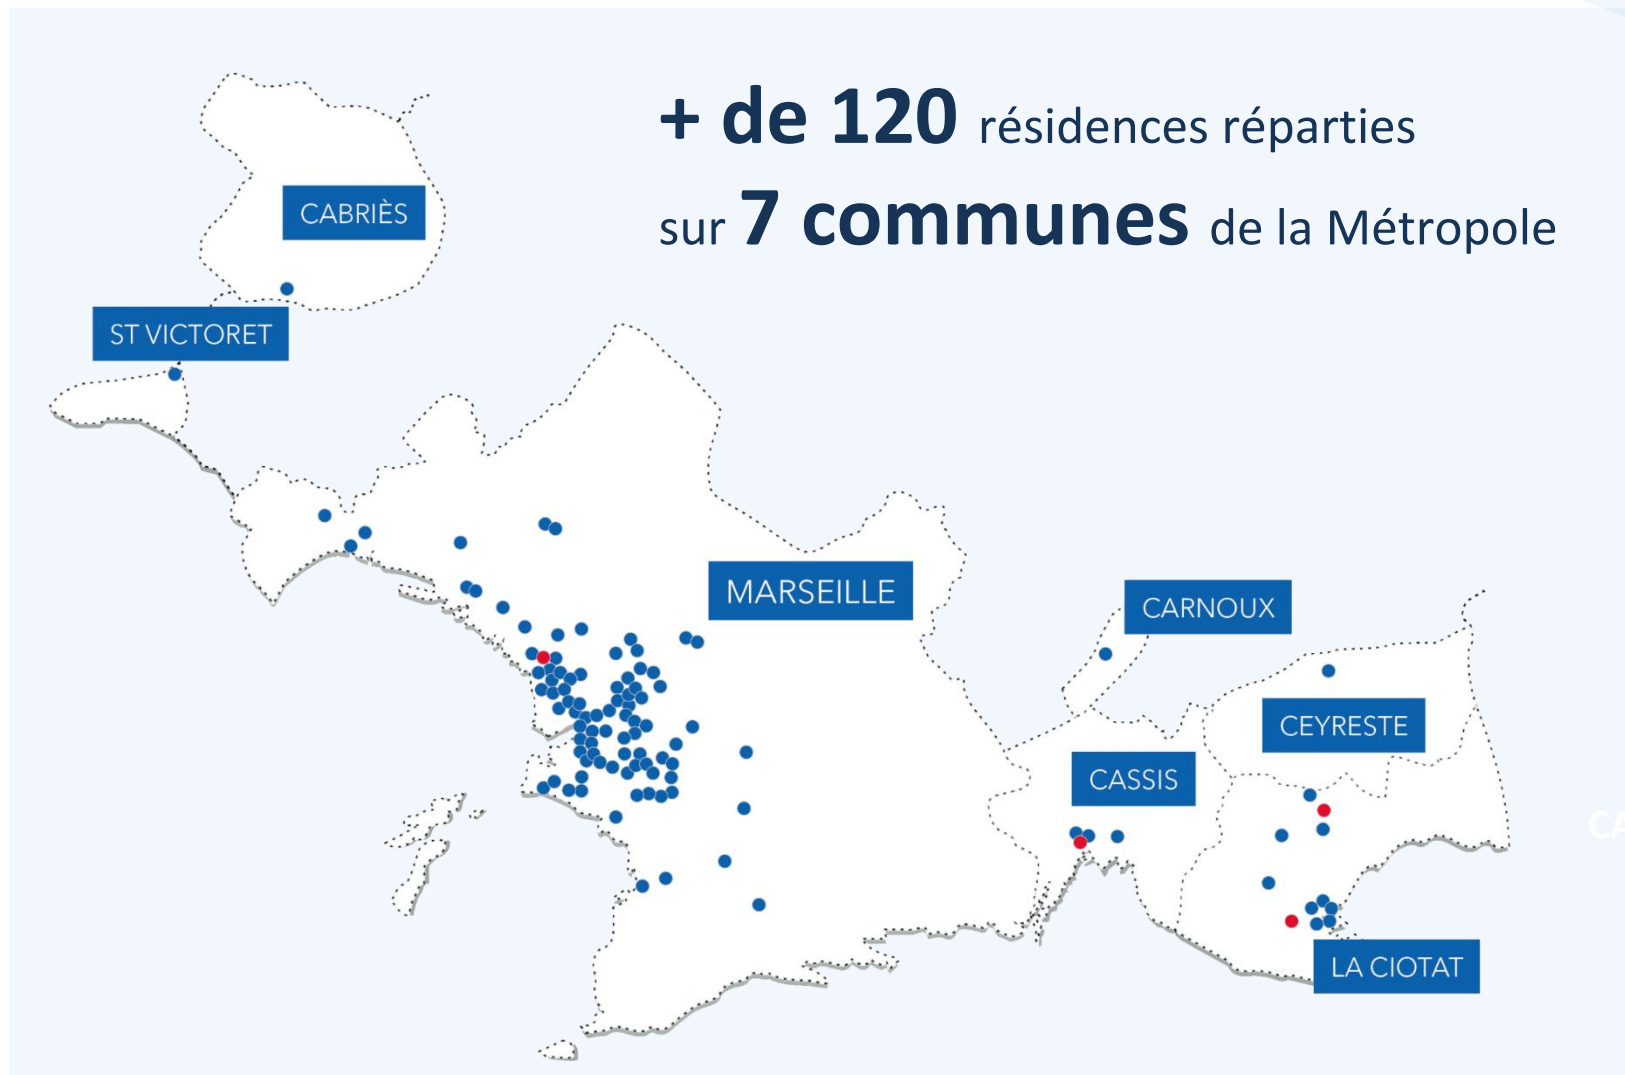 + de 120 résidences réparties
sur 7 communes de la Métropole
CABRIÈS
ST VICTORET
MARSEILLE
CARNOUX
CEYRESTE
CASSIS
CA
LA CIOTAT